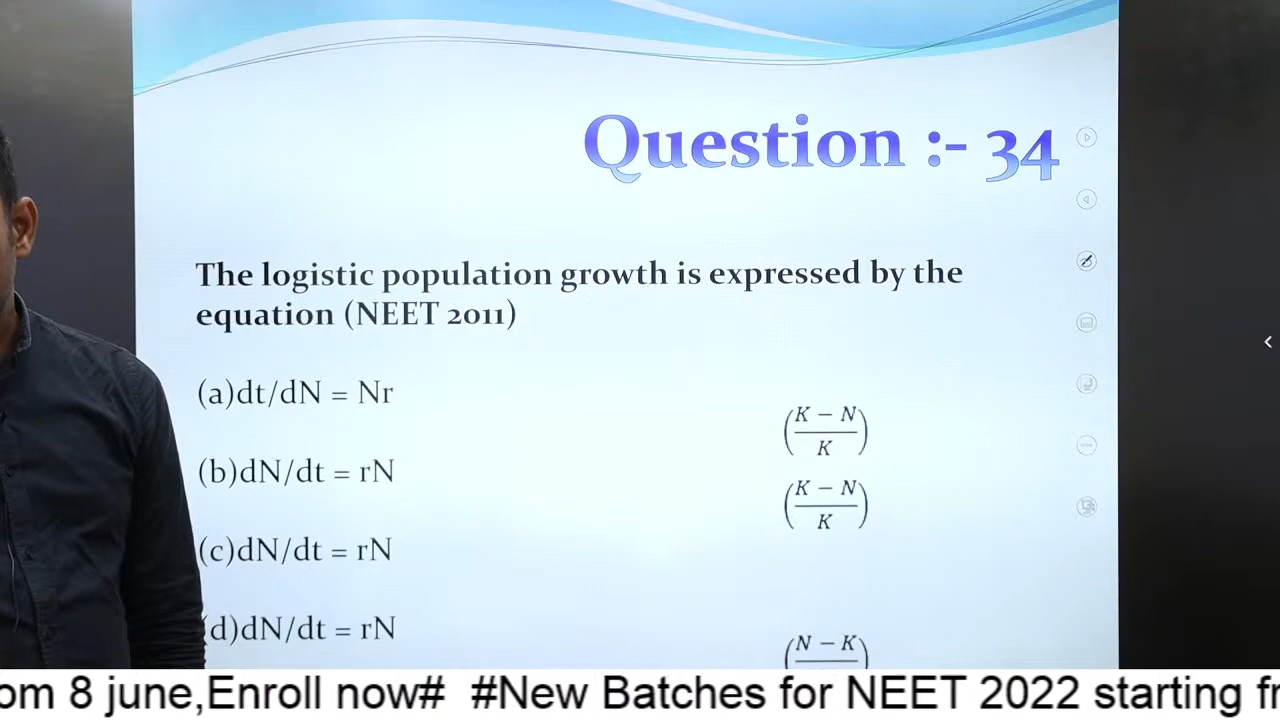 Question :- 34
The logistic population growth is expressed by the
equation (NEET 2011)
(a)dt/dN = Nr
(K – N / K)
(b)dN/dt = rN
(K – N / K)
(c)dN/dt = rN
(d)dN/dt = rN
(N – K
om 8 june,Enroll now# #New Batches for NEET 2022 starting fr